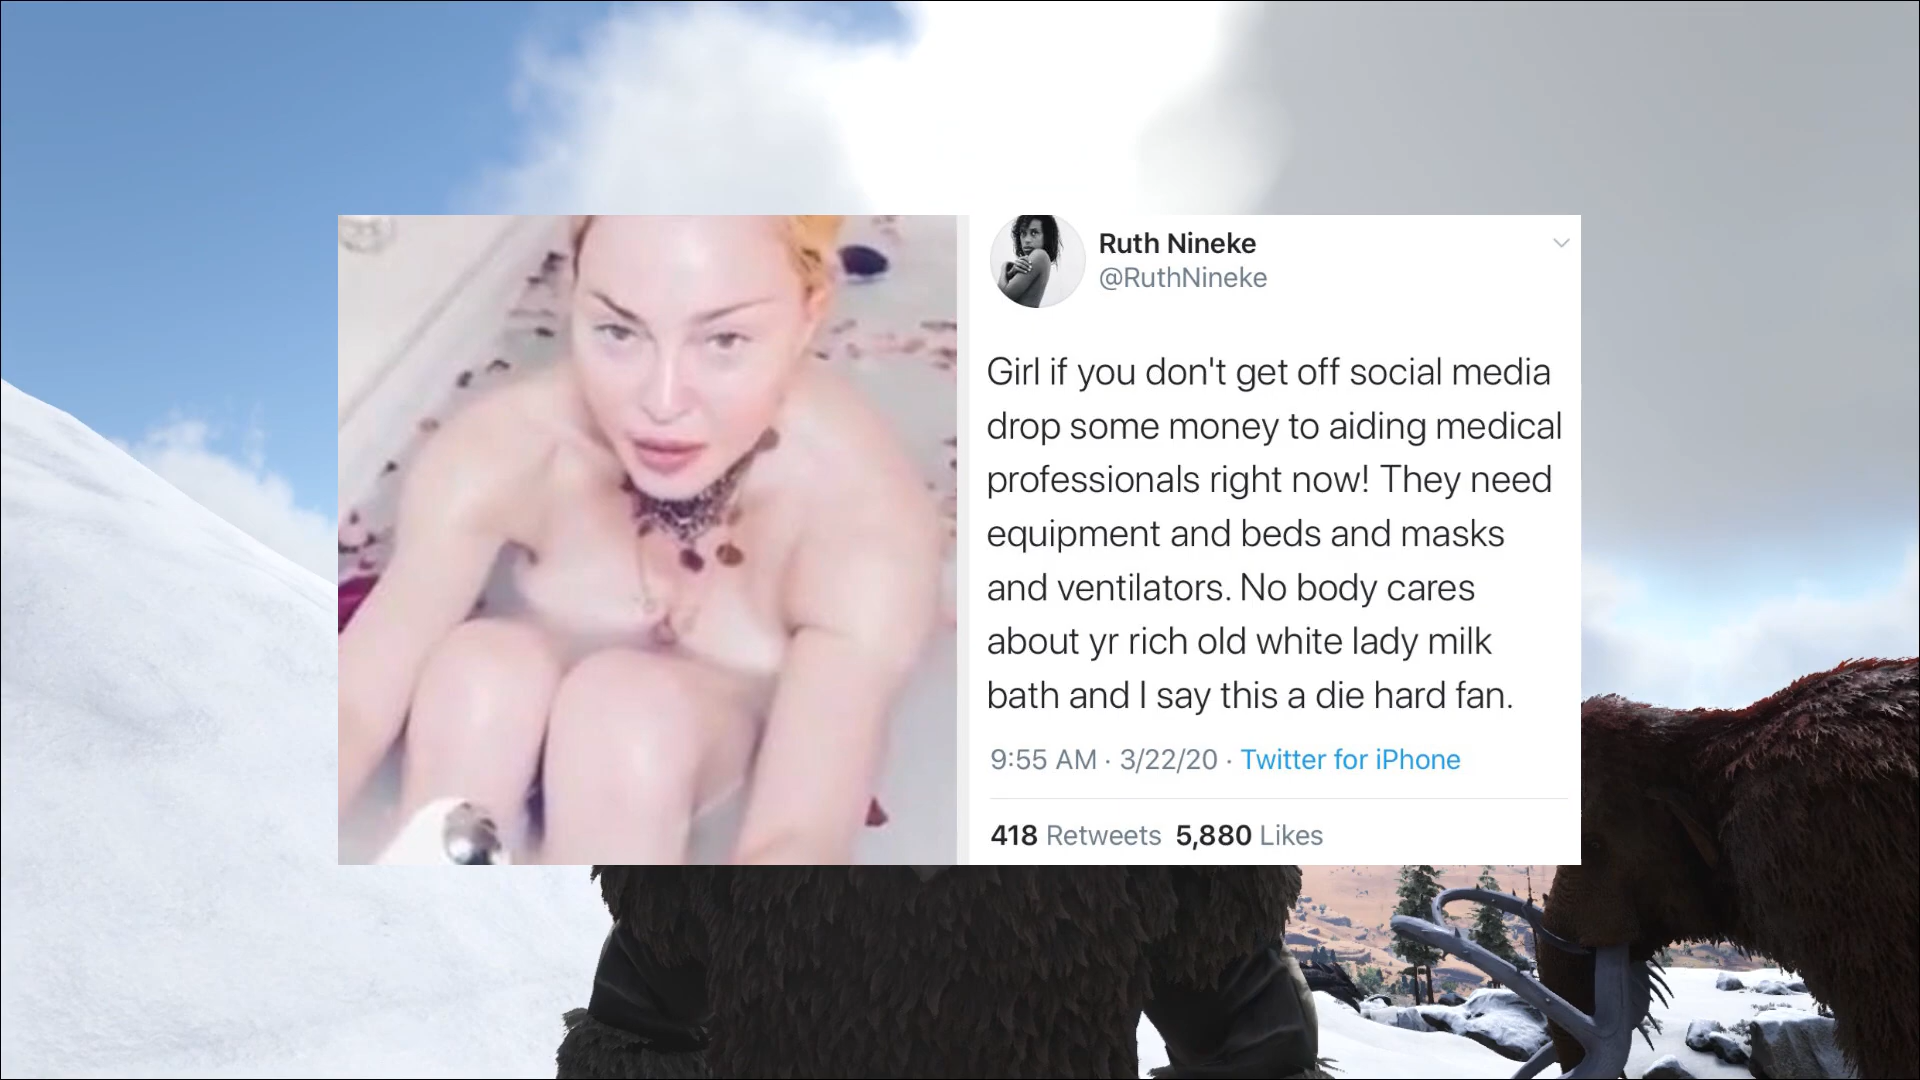 Ruth Nineke
@RuthNineke
Girl if you don't get off social media
drop some money to aiding medical
professionals right now! They need
equipment and beds and masks
and ventilators. No body cares
about yr rich old white lady milk
bath and I say this a die hard fan.
9:55 AM · 3/22/20 · Twitter for iPhone
418 Retweets 5,880 Likes